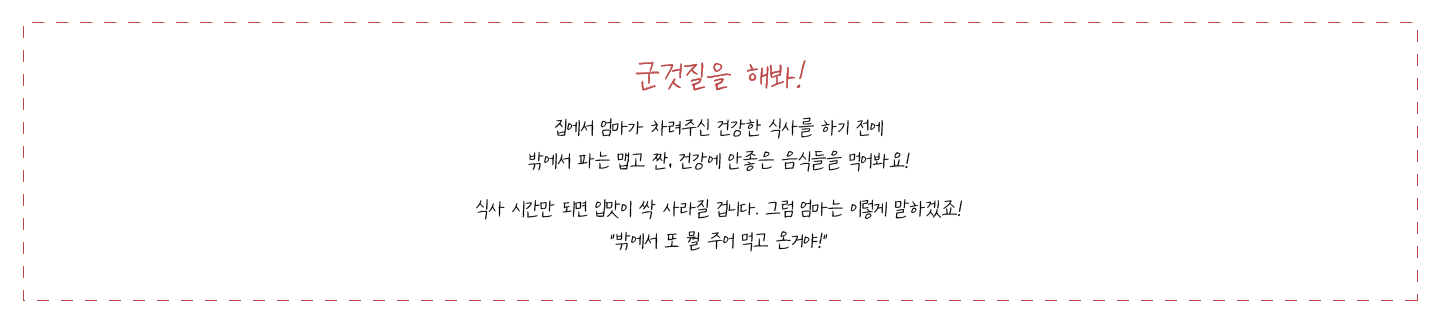 군것질을 해봐!
집에서 엄마가 차려주신 건강한 식사를 하기 전에
밖에서 파는 맵고 짠, 건강에 안좋은 음식들을 먹어봐요!
식사 시간만 되면 입맛이 싹 사라질 겁니다. 그럼 엄마는 이렇게 말하겠죠!
"밖에서 또 뭘 주어 먹고 온거야!"